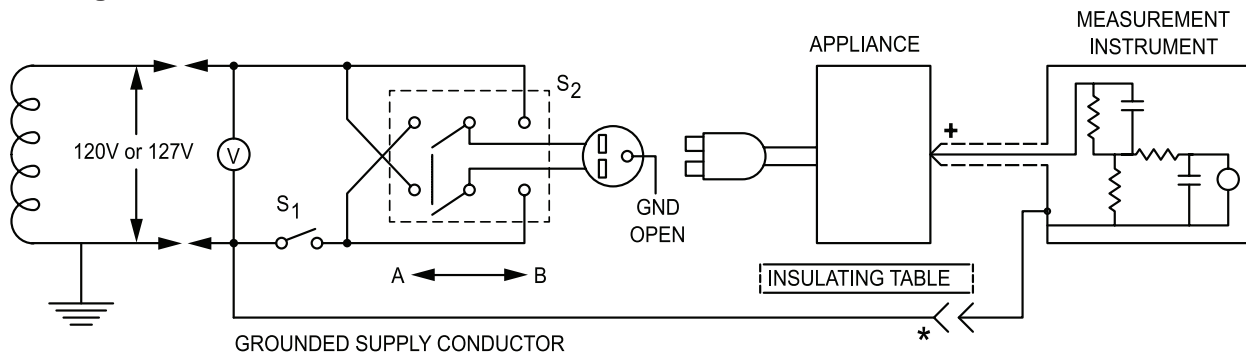 MEASUREMENT
INSTRUMENT
APPLIANCE
S2
+
120V or 127V
V
S1
GND
OPEN
A
B
INSULATING TABLE
*
GROUNDED SUPPLY CONDUCTOR